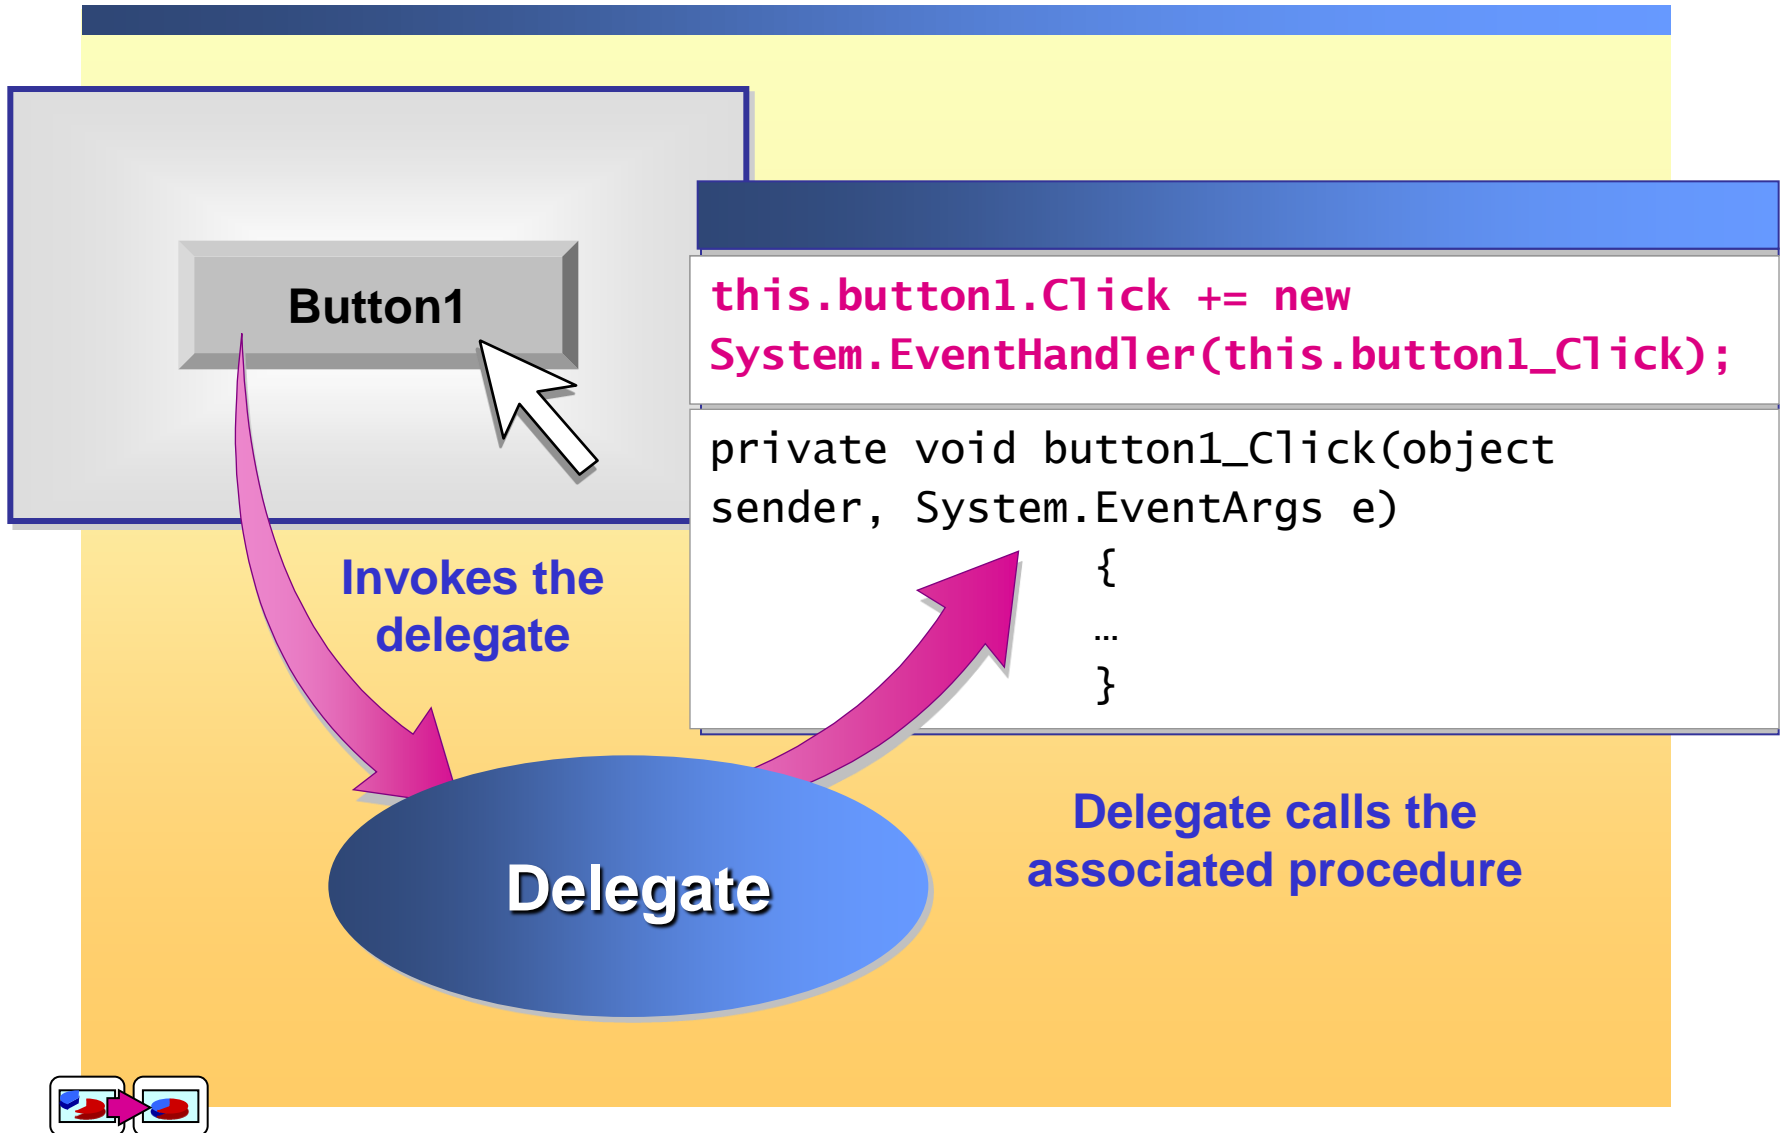 Button1
this.button1.Click += new
System.EventHandler(this.button1_Click);
private void button1_Click(object
sender, System.EventArgs e)
{
…
}
Invokes the
delegate
Delegate
Delegate calls the
associated procedure